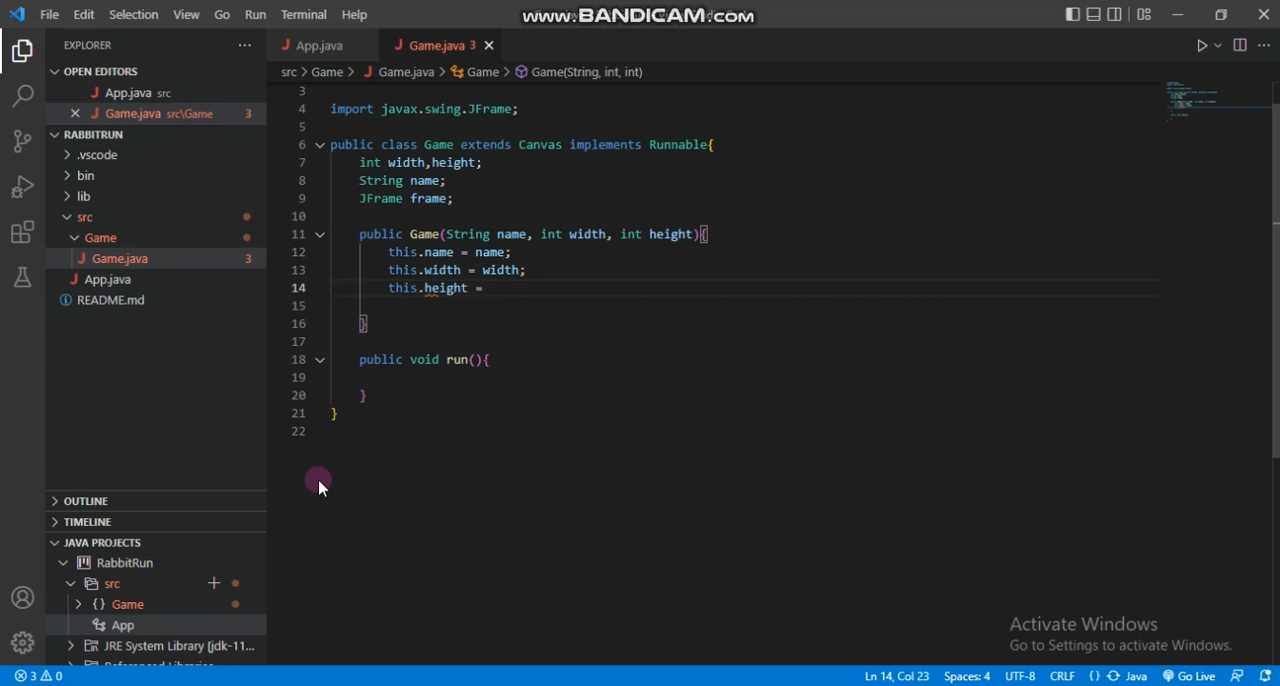 File Edit Selection View Go Run Terminal Help
www.BANDICAM.com
EXPLORER
App.java
Game.java 3
OPEN EDITORS
src > Game > Game.java > Game > Game(String, int, int)
App.java src
Game.java src\Game 3
RABBITRUN
.vscode
bin
lib
src
Game
Game.java 3
App.java
README.md
3
4 import javax.swing.JFrame;
5
6 public class Game extends Canvas implements Runnable{
7 int width,height;
8 String name;
9 JFrame frame;
10
11 public Game(String name, int width, int height){
12 this.name = name;
13 this.width = width;
14 this.height =
15
16 }
17
18 public void run(){
19
20 }
21 }
22
OUTLINE
TIMELINE
JAVA PROJECTS
RabbitRun
src
{} Game
App
JRE System Library [jdk-11...
Activate Windows
Go to Settings to activate Windows.
3 0
Ln 14, Col 23 Spaces: 4 UTF-8 CRLF {} Java Go Live